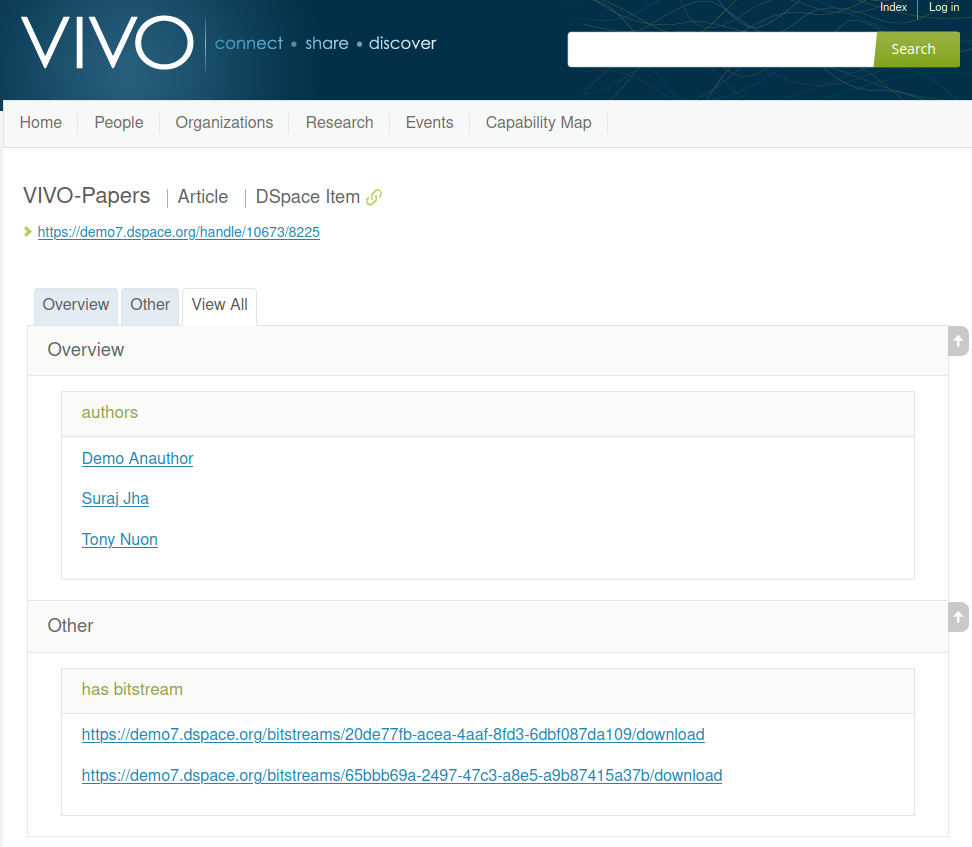 Index Log in
VIVO connect • share • discover
Search
Home People Organizations Research Events Capability Map
VIVO-Papers | Article | DSpace Item
https://demo7.dspace.org/handle/10673/8225
Overview Other View All
Overview
authors
Demo Anauthor
Suraj Jha
Tony Nuon
Other
has bitstream
https://demo7.dspace.org/bitstreams/20de77fb-acea-4aaf-8fd3-6dbf087da109/download
https://demo7.dspace.org/bitstreams/65bbb69a-2497-47c3-a8e5-a9b87415a37b/download